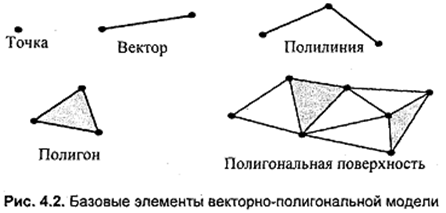 Точка
Вектор
Полилиния
Полигон
Полигональная поверхность
Рис. 4.2. Базовые элементы векторно-полигональной модели